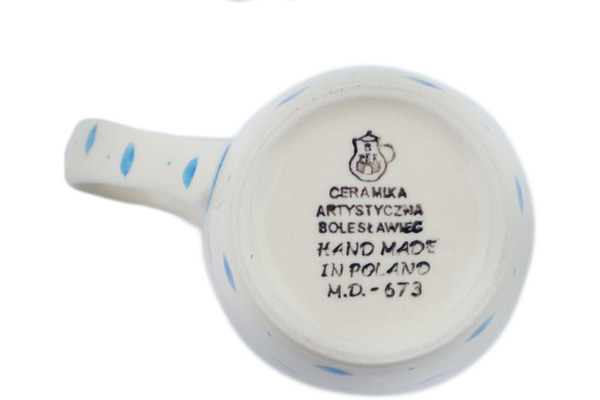 CERAMIKA
ARTYSTYCZNA
BOLESŁAWIEC
HAND MADE
IN POLAND
M.D. - 673